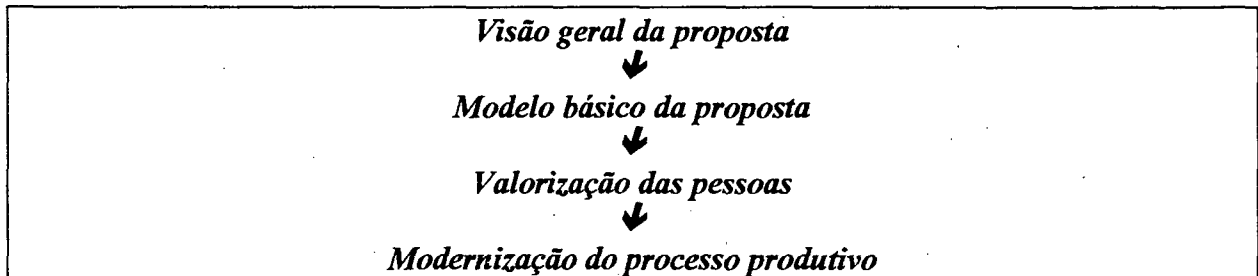 Visão geral da proposta
Modelo básico da proposta
Valorização das pessoas
Modernização do processo produtivo